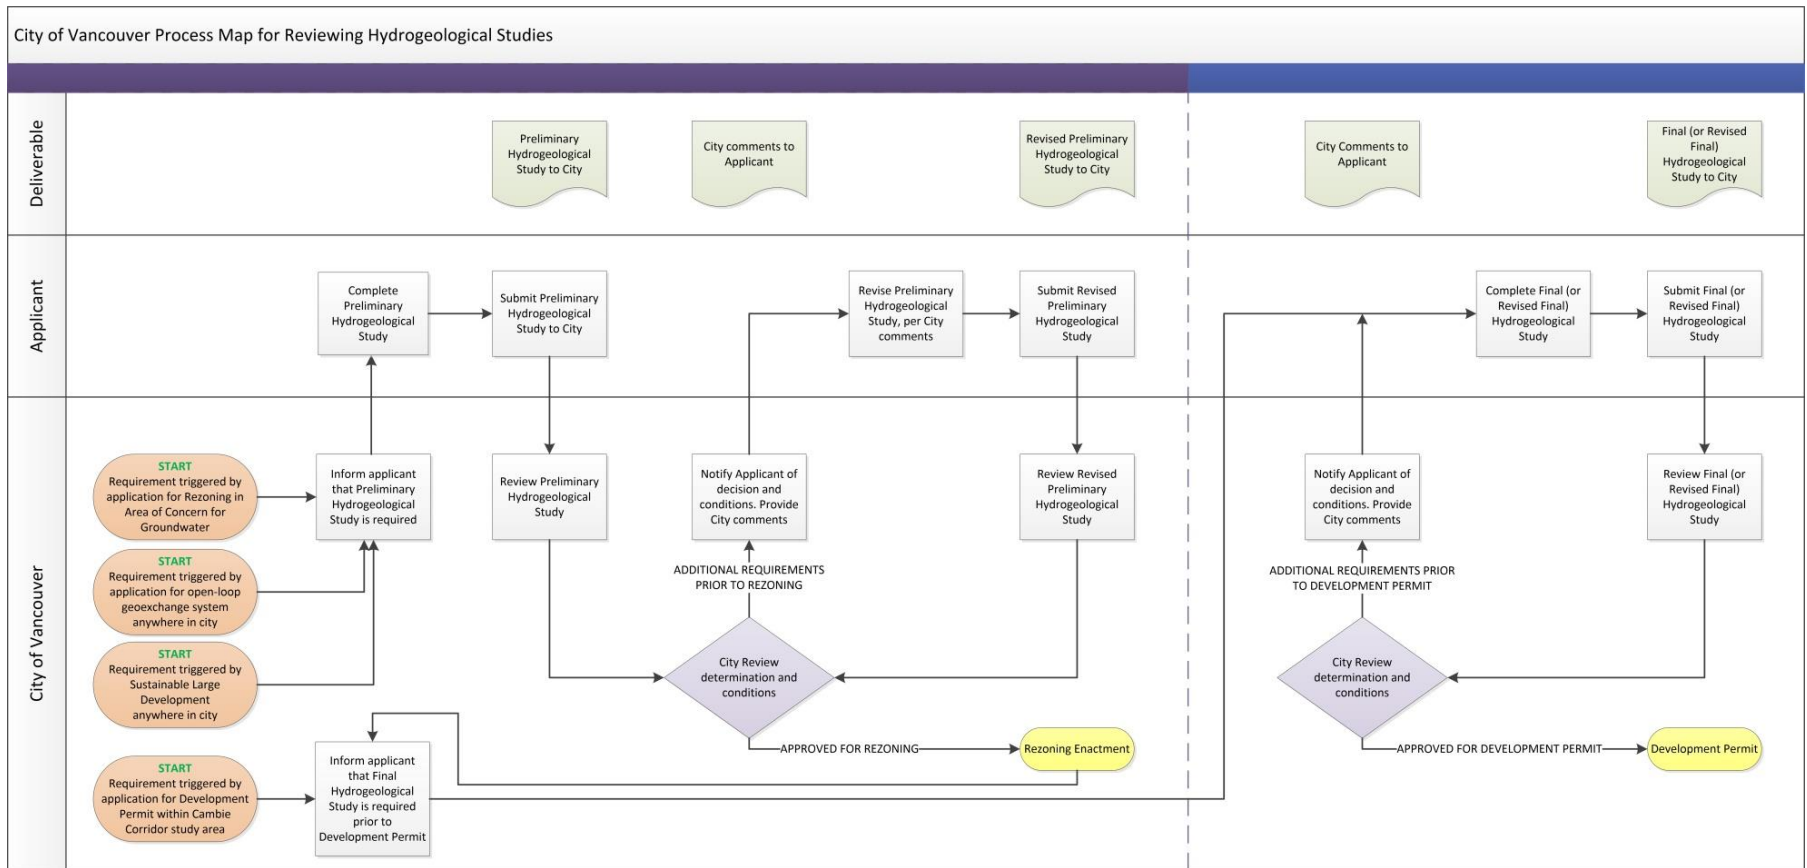 City of Vancouver Process Map for Reviewing Hydrogeological Studies
Deliverable
Preliminary
Hydrogeological
Study to City
City comments to
Applicant
Revised Preliminary
Hydrogeological
Study to City
City Comments to
Applicant
Final (or Revised
Final)
Hydrogeological
Study to City
Applicant
Complete
Preliminary
Hydrogeological
Study
Submit Preliminary
Hydrogeological
Study to City
Revise Preliminary
Hydrogeological
Study, per City
comments
Submit Revised
Preliminary
Hydrogeological
Study
Complete Final (or
Revised Final)
Hydrogeological
Study
Submit Final (or
Revised Final)
Hydrogeological
Study
City of Vancouver
START
Requirement triggered by
application for Rezoning in
Area of Concern for
Groundwater
Inform applicant
that Preliminary
Hydrogeological
Study is required
Review Preliminary
Hydrogeological
Study
Notify Applicant of
decision and
conditions. Provide
City comments
Review Revised
Preliminary
Hydrogeological
Study
Notify Applicant of
decision and
conditions. Provide
City comments
Review Final (or
Revised Final)
Hydrogeological
Study
START
Requirement triggered by
application for open-loop
geoexchange system
anywhere in city
ADDITIONAL REQUIREMENTS
PRIOR TO REZONING
ADDITIONAL REQUIREMENTS PRIOR
TO DEVELOPMENT PERMIT
START
Requirement triggered by
Sustainable Large
Development
anywhere in city
City Review
determination and
conditions
City Review
determination and
conditions
APPROVED FOR REZONING
Rezoning Enactment
APPROVED FOR DEVELOPMENT PERMIT
Development Permit
START
Requirement triggered by
application for Development
Permit within Cambie
Corridor study area
Inform applicant
that Final
Hydrogeological
Study is required
prior to
Development Permit